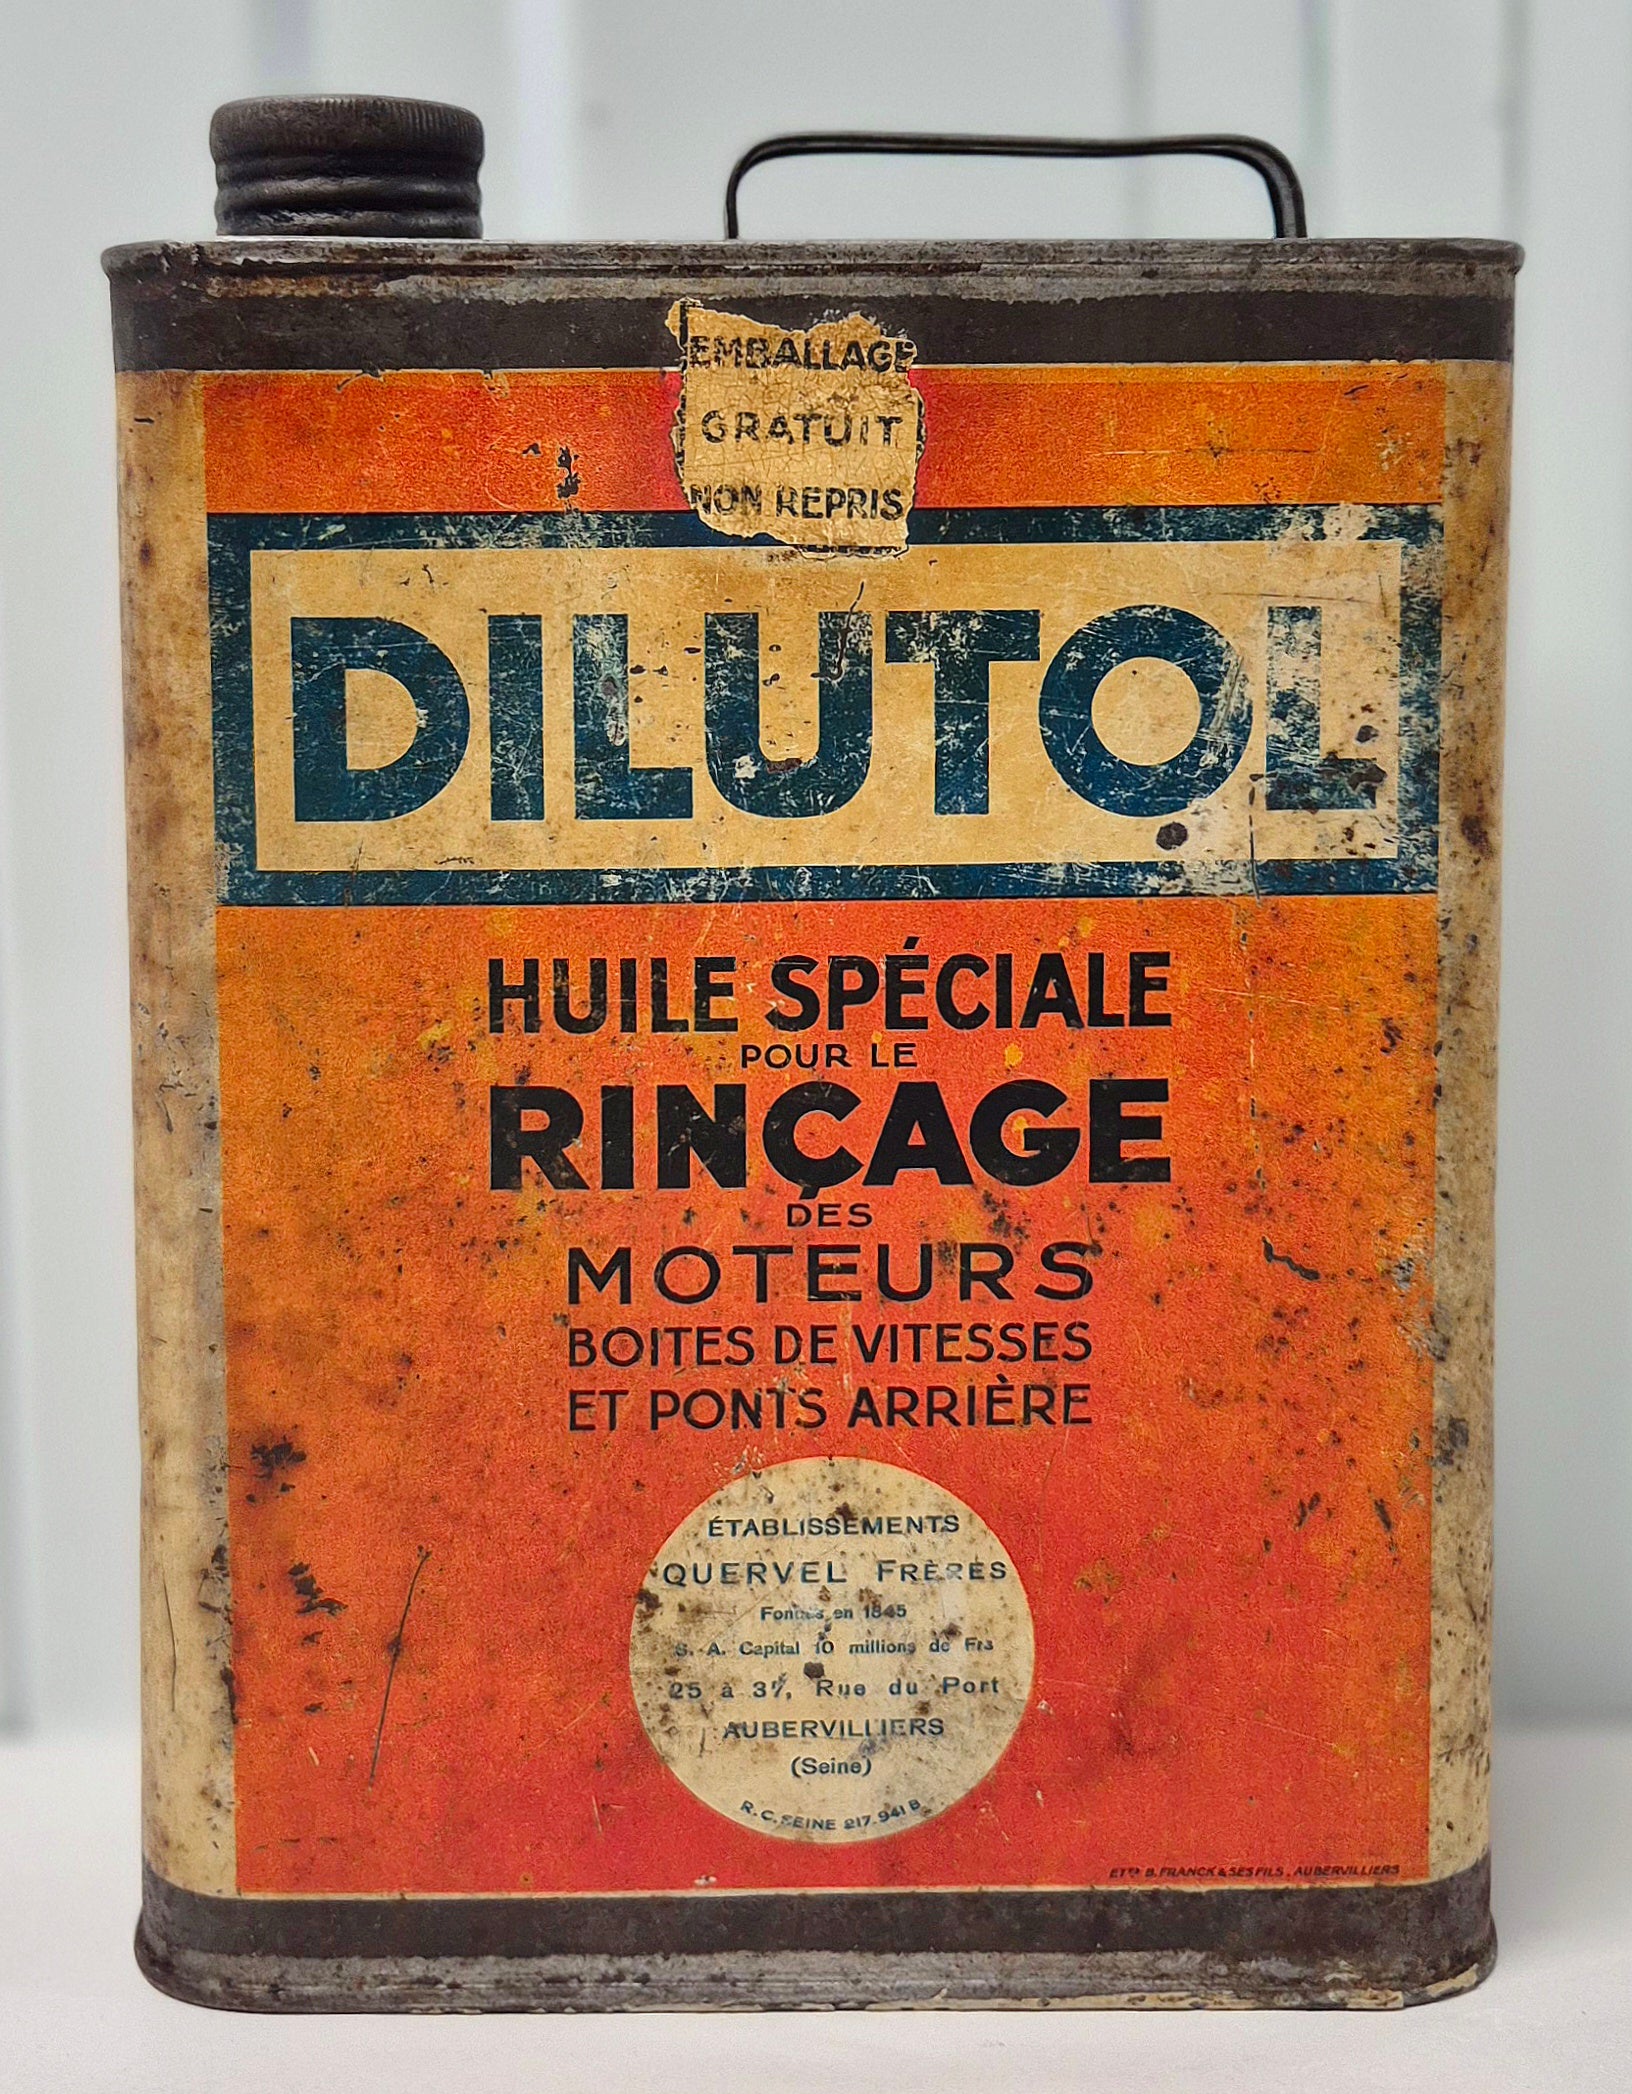 EMBALLAGE
GRATUIT
NON REPRIS
DILUTOL
HUILE SPÉCIALE
POUR LE
RINÇAGE
DES
MOTEURS
BOITES DE VITESSES
ET PONTS ARRIÈRE
ÉTABLISSEMENTS
QUERVEL FRÈRES
en 1845
S. A. Capital 10 millions de Frs
25 à 37, Rue du Port
AUBERVILLIERS
(Seine)
R.C. SEINE 217.941 B
ETTS B. FRANCK & SES FILS. AUBERVILLIERS